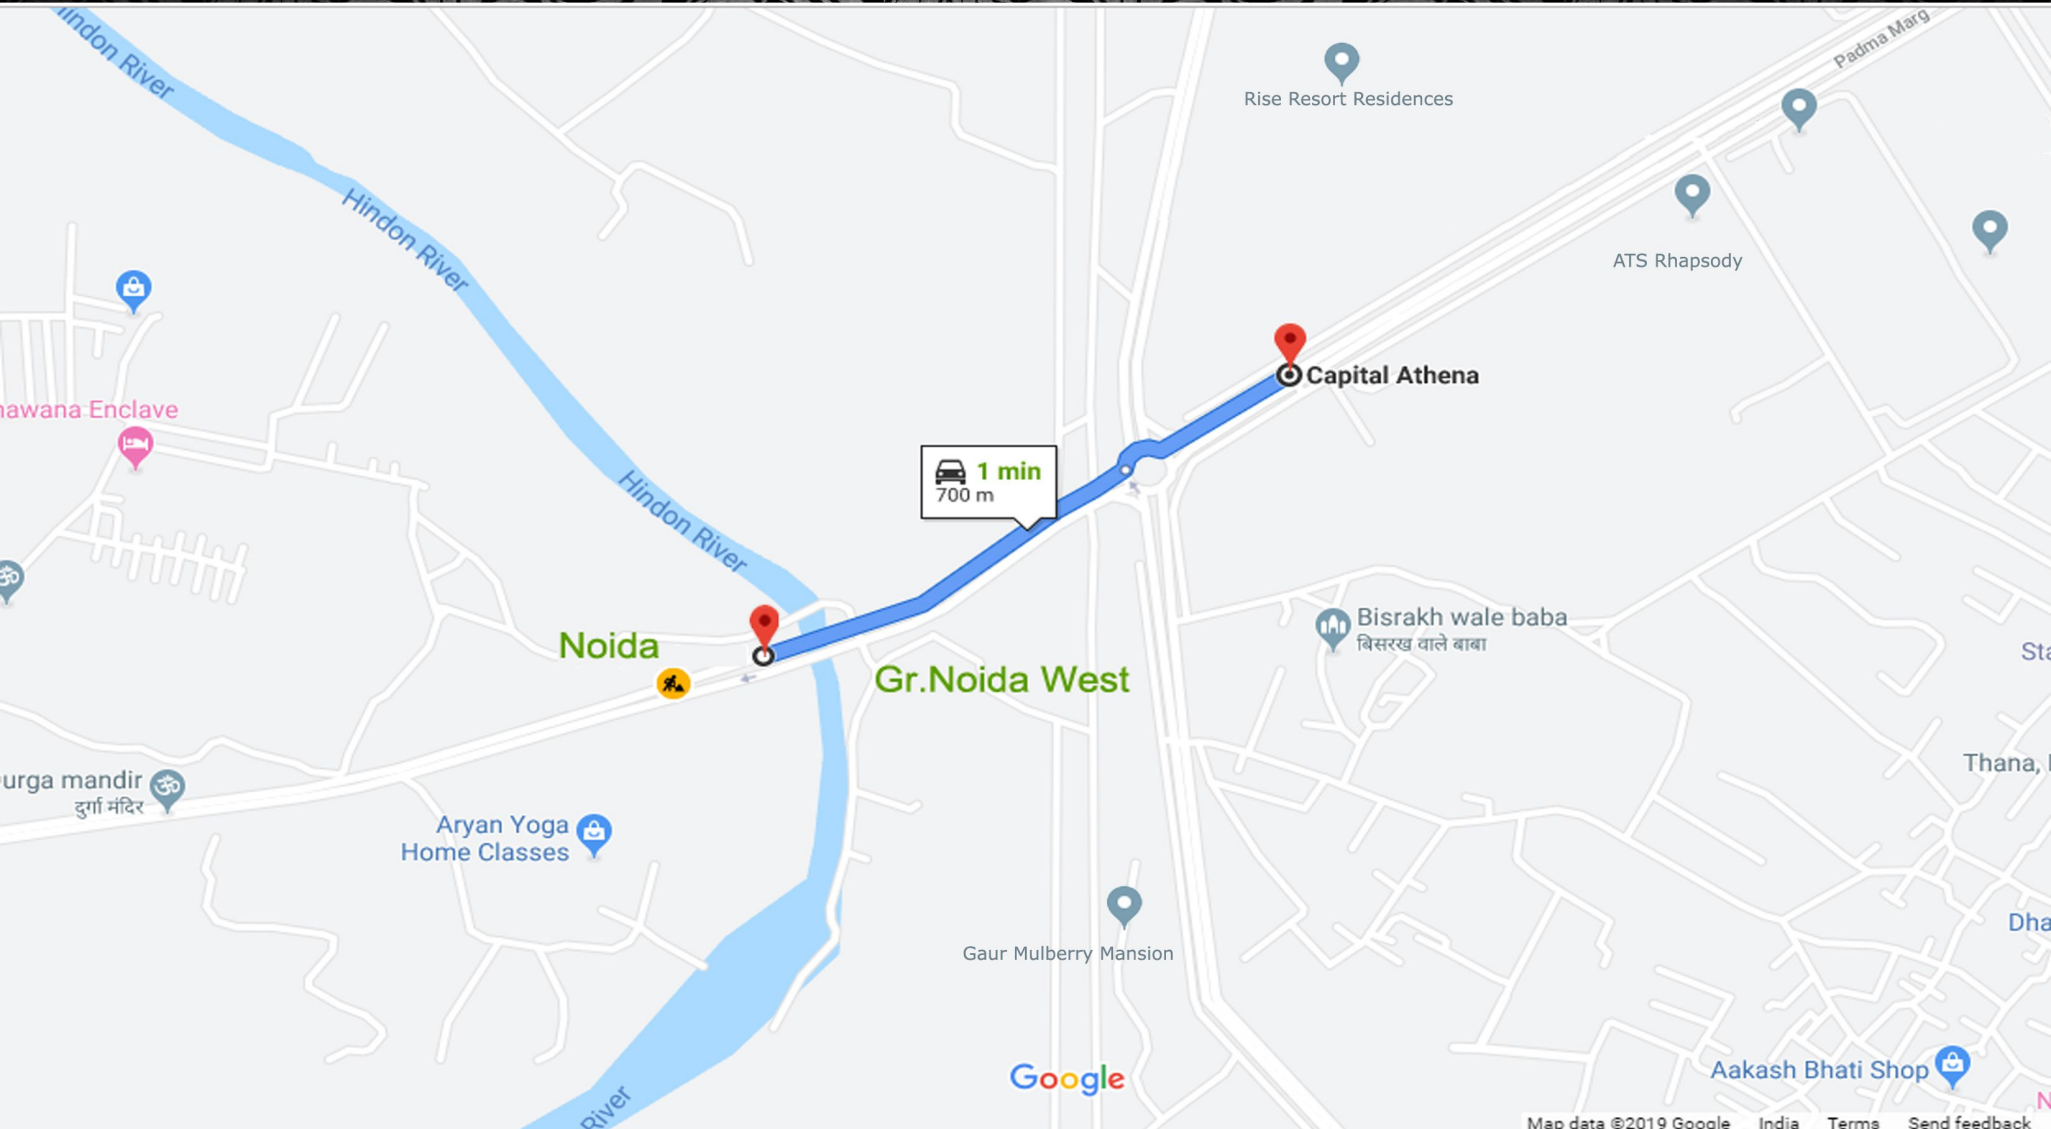 Hindon River
Padma Marg
Rise Resort Residences
Hindon River
ATS Rhapsody
Capital Athena
nawana Enclave
1 min
700 m
Hindon River
Bisrakh wale baba
बिसरख वाले बाबा
Noida
Gr.Noida West
Sta
Thana,
urga mandir
दुर्गा मंदिर
Aryan Yoga
Home Classes
Dha
Gaur Mulberry Mansion
Google
Aakash Bhati Shop
River
N
Map data ©2019 Google India Terms Send feedback